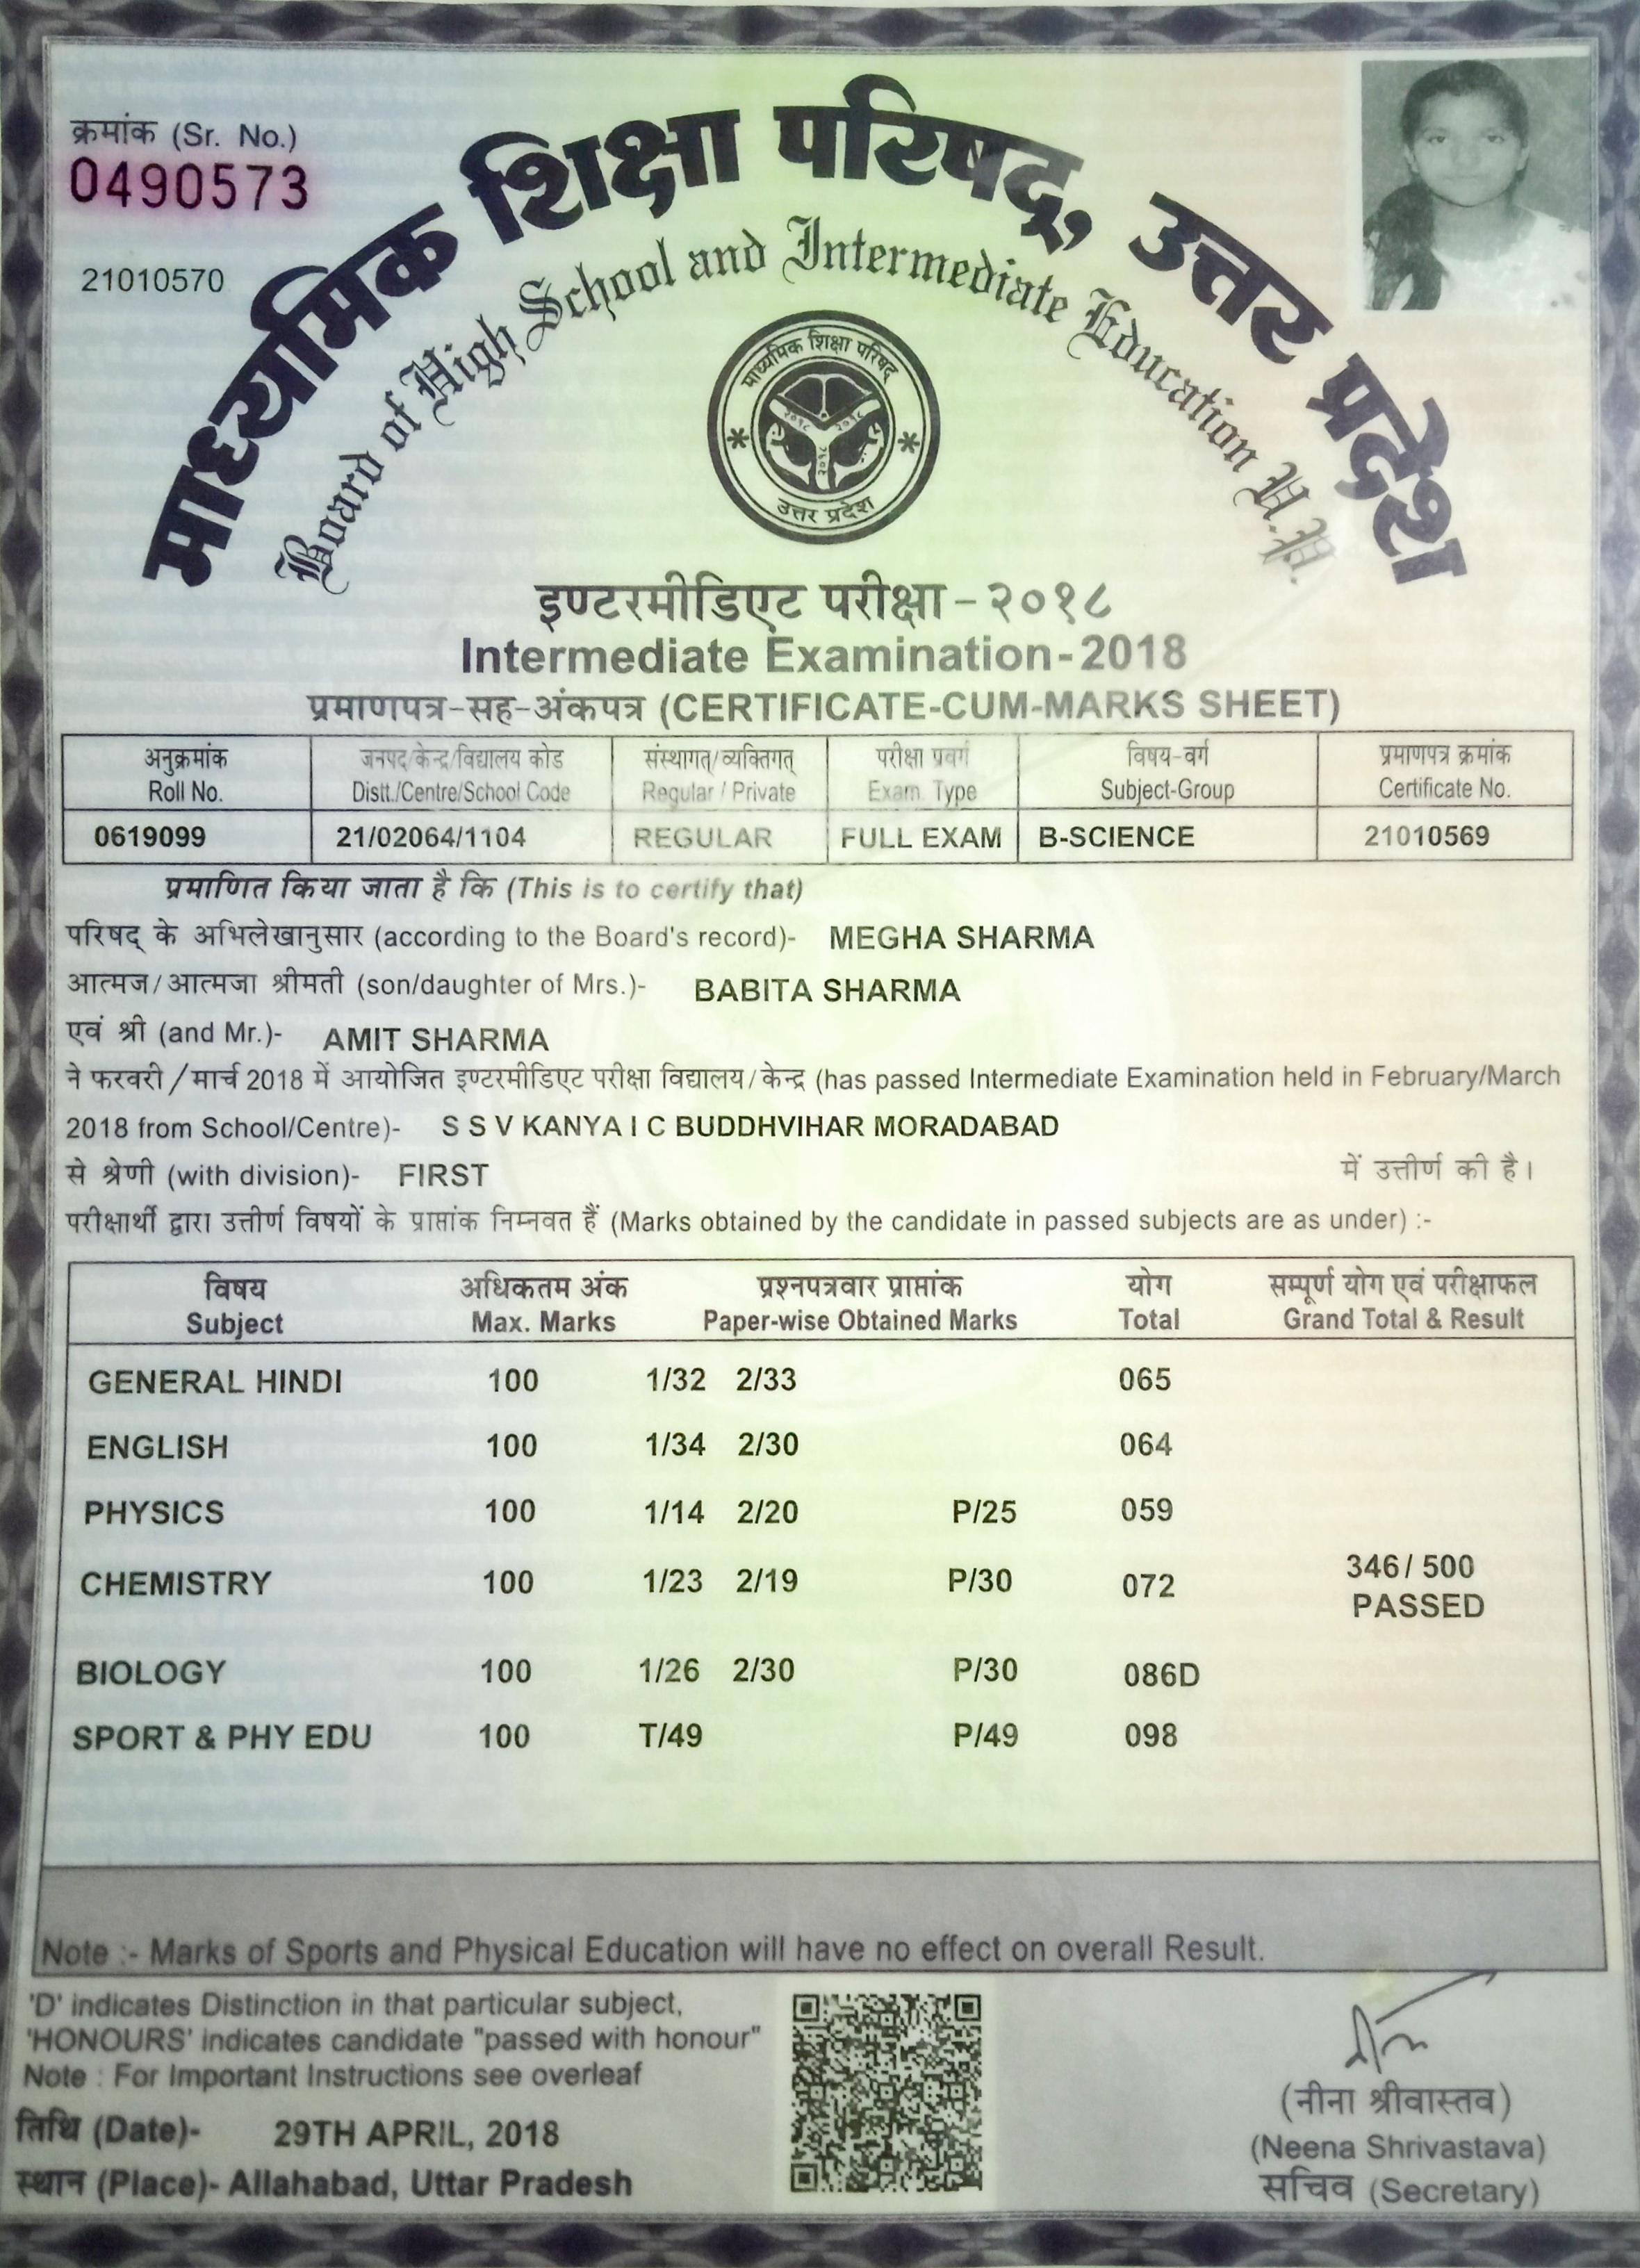 क्रमांक (Sr. No.)
0490573
21010570
माध्यमिक शिक्षा परिषद्, उत्तर प्रदेश
Board of High School and Intermediate Education U.P.
माध्यमिक शिक्षा परिषद्
२०१८ २०१८
२०१८
उत्तर प्रदेश
इण्टरमीडिएट परीक्षा - २०१८
Intermediate Examination-2018
प्रमाणपत्र-सह-अंकपत्र (CERTIFICATE-CUM-MARKS SHEET)
अनुक्रमांक जनपद/केन्द्र/विद्यालय कोड संस्थागत्/व्यक्तिगत् परीक्षा प्रवर्ग विषय-वर्ग प्रमाणपत्र क्रमांक
Roll No. Distt./Centre/School Code Regular / Private Exam. Type Subject-Group Certificate No.
0619099 21/02064/1104 REGULAR FULL EXAM B-SCIENCE 21010569
प्रमाणित किया जाता है कि (This is to certify that)
परिषद् के अभिलेखानुसार (according to the Board's record)- MEGHA SHARMA
आत्मज/आत्मजा श्रीमती (son/daughter of Mrs.)- BABITA SHARMA
एवं श्री (and Mr.)- AMIT SHARMA
ने फरवरी/मार्च 2018 में आयोजित इण्टरमीडिएट परीक्षा विद्यालय/केन्द्र (has passed Intermediate Examination held in February/March
2018 from School/Centre)- S S V KANYA I C BUDDHVIHAR MORADABAD
से श्रेणी (with division)- FIRST में उत्तीर्ण की है।
परीक्षार्थी द्वारा उत्तीर्ण विषयों के प्राप्तांक निम्नवत हैं (Marks obtained by the candidate in passed subjects are as under) :-
विषय अधिकतम अंक प्रश्नपत्रवार प्राप्तांक योग सम्पूर्ण योग एवं परीक्षाफल
Subject Max. Marks Paper-wise Obtained Marks Total Grand Total & Result
GENERAL HINDI 100 1/32 2/33 065
ENGLISH 100 1/34 2/30 064
PHYSICS 100 1/14 2/20 P/25 059
CHEMISTRY 100 1/23 2/19 P/30 072 346/ 500
PASSED
BIOLOGY 100 1/26 2/30 P/30 086D
SPORT & PHY EDU 100 T/49 P/49 098
Note :- Marks of Sports and Physical Education will have no effect on overall Result.
'D' indicates Distinction in that particular subject,
'HONOURS' indicates candidate "passed with honour"
Note : For Important Instructions see overleaf
तिथि (Date)- 29TH APRIL, 2018
स्थान (Place)- Allahabad, Uttar Pradesh
(नीना श्रीवास्तव)
(Neena Shrivastava)
सचिव (Secretary)